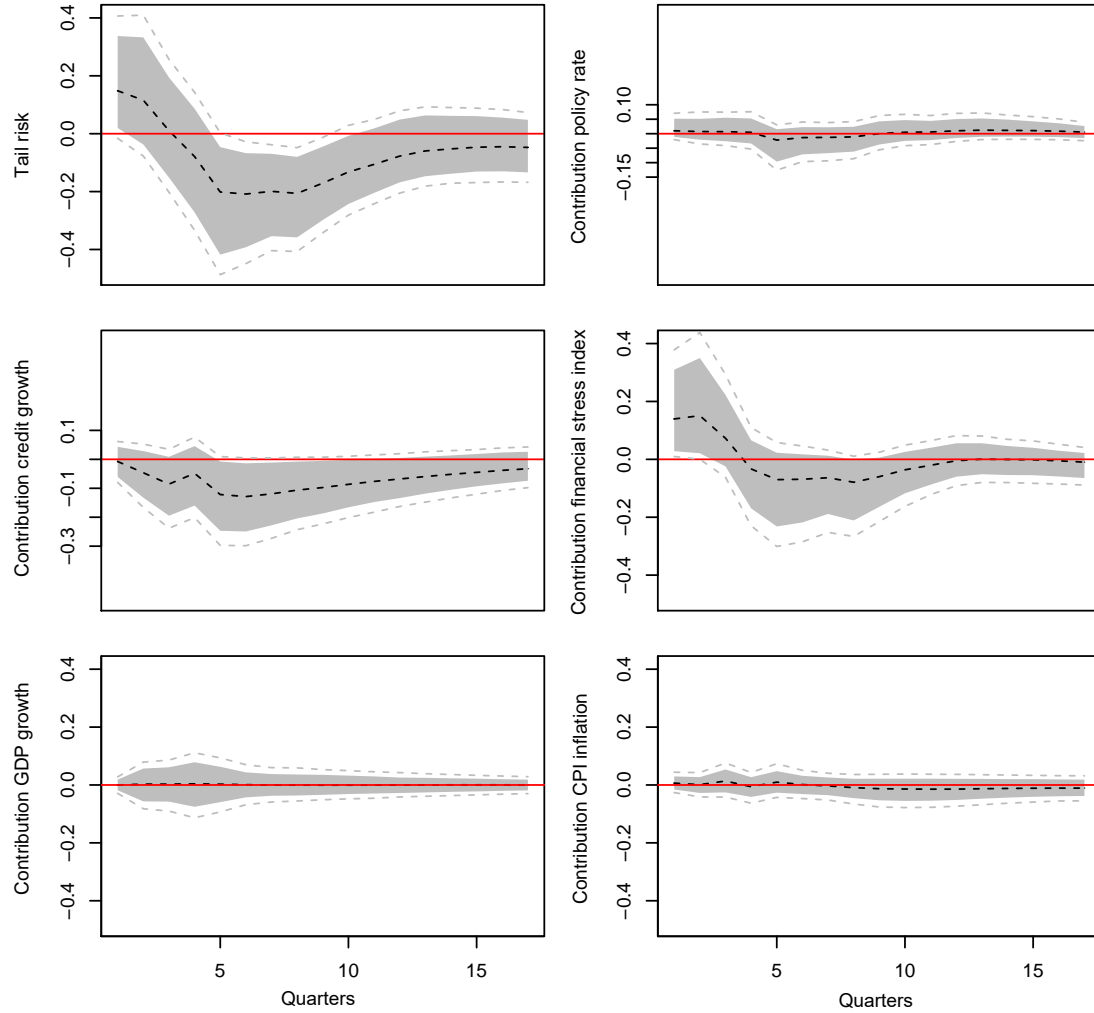 Tail risk
0.4
0.2
0.0
−0.2
−0.4
Contribution policy rate
0.10
−0.15
Contribution credit growth
0.1
−0.1
−0.3
Contribution financial stress index
0.4
0.2
0.0
−0.2
−0.4
Contribution GDP growth
0.4
0.2
0.0
−0.2
−0.4
5 10 15
Quarters
Contribution CPI inflation
0.4
0.2
0.0
−0.2
−0.4
5 10 15
Quarters